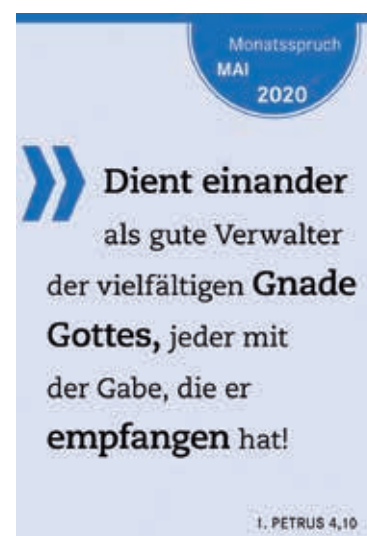 Monatsspruch
MAI
2020
» Dient einander
als gute Verwalter
der vielfältigen Gnade
Gottes, jeder mit
der Gabe, die er
empfangen hat!
1. PETRUS 4,10